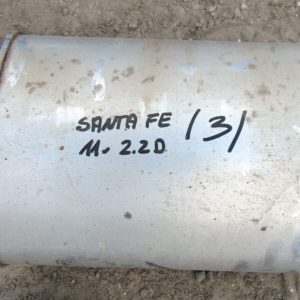 SANTA FE /3/
11- 2.2D